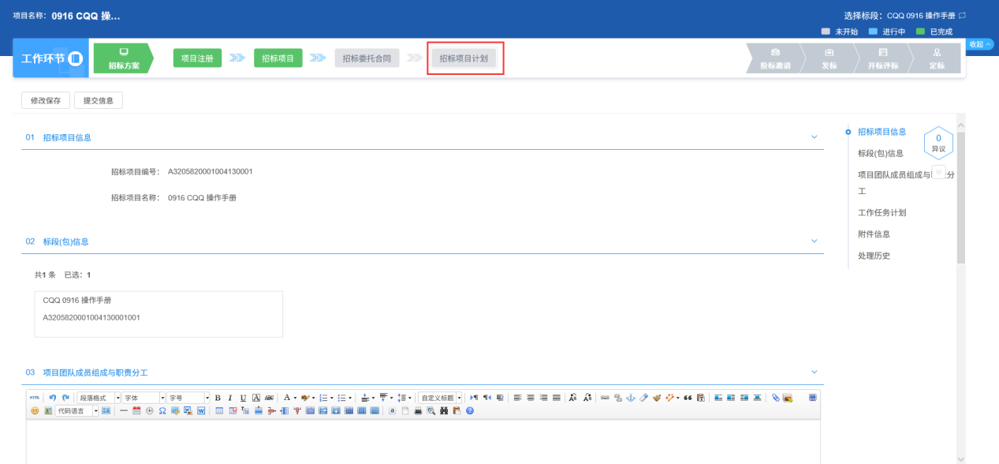 项目名称: 0916 CQQ 操...
选择标段: CQQ 0916 操作手册
未开始 进行中 已完成
收起
工作环节
招标方案
项目注册
招标项目
招标委托合同
招标项目计划
投标邀请
发标
开标评标
定标
修改保存
提交信息
01 招标项目信息
招标项目编号: A3205820001004130001
招标项目名称: 0916 CQQ 操作手册
02 标段(包)信息
共1 条 已选: 1
CQQ 0916 操作手册
A3205820001004130001001
03 项目团队成员组成与职责分工
HTML 段落格式 字体 字号 B I U A ABC A 自定义标题
代码语言
招标项目信息
标段(包)信息
项目团队成员组成与 分
工
工作任务计划
附件信息
处理历史
0
异议